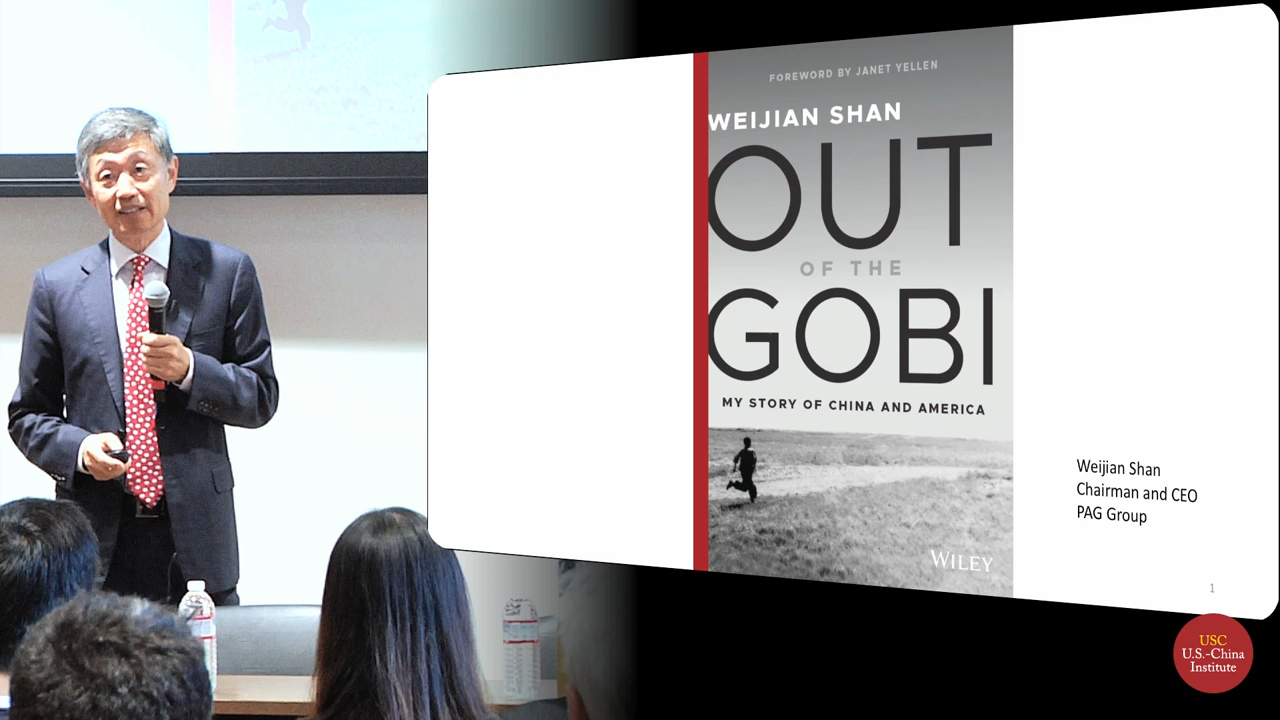 FOREWORD BY JANET YELLEN
WEIJIAN SHAN
OUT
OF THE
GOBI
MY STORY OF CHINA AND AMERICA
WILEY
Weijian Shan
Chairman and CEO
PAG Group
1
USC
U.S.-China
Institute